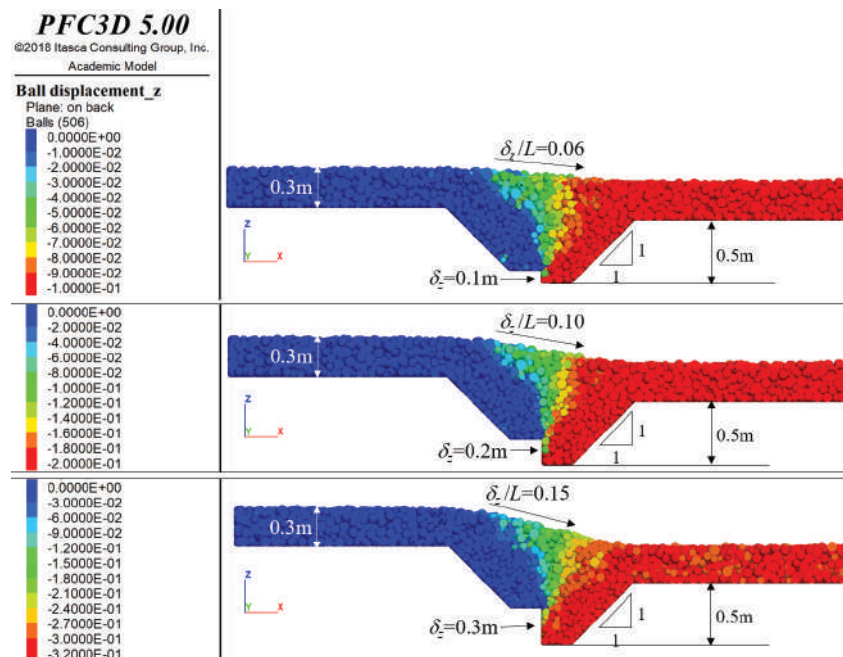 PFC3D 5.00
©2018 Itasca Consulting Group, Inc.
Academic Model
Ball displacement_z
Plane: on back
Balls (506)
0.0000E+00
-1.0000E-02
-2.0000E-02
-3.0000E-02
-4.0000E-02
-5.0000E-02
-6.0000E-02
-7.0000E-02
-8.0000E-02
-9.0000E-02
-1.0000E-01
δz/L=0.06
0.3m
Z
Y
X
δz=0.1m
1
1
0.5m
0.0000E+00
-2.0000E-02
-4.0000E-02
-6.0000E-02
-8.0000E-02
-1.0000E-01
-1.2000E-01
-1.4000E-01
-1.6000E-01
-1.8000E-01
-2.0000E-01
δz/L=0.10
0.3m
Z
Y
X
δz=0.2m
1
1
0.5m
0.0000E+00
-3.0000E-02
-6.0000E-02
-9.0000E-02
-1.2000E-01
-1.5000E-01
-1.8000E-01
-2.1000E-01
-2.4000E-01
-2.7000E-01
-3.0000E-01
-3.2000E-01
δz/L=0.15
0.3m
Z
Y
X
δz=0.3m
1
1
0.5m